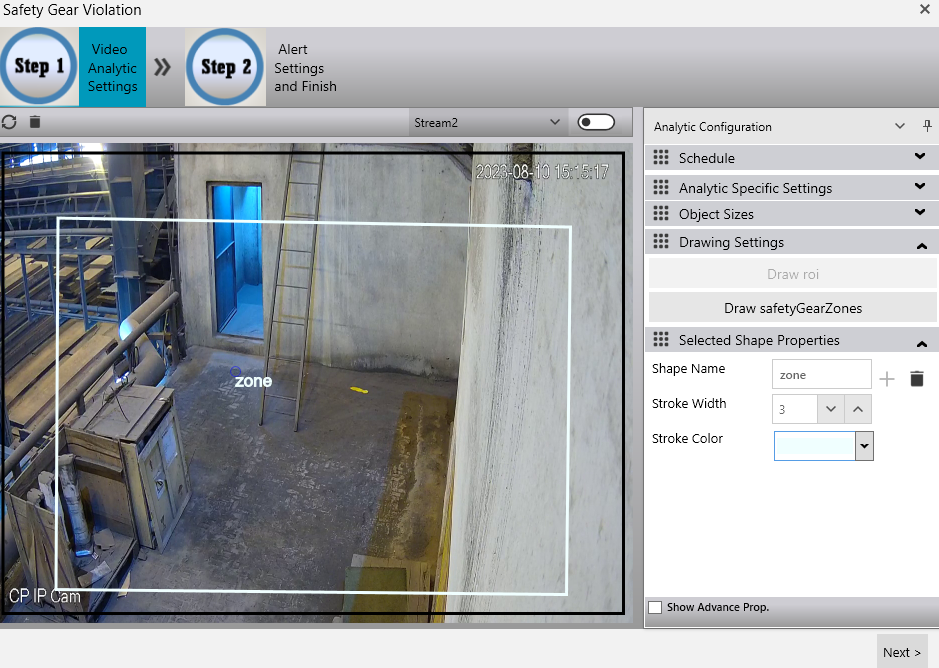 Safety Gear Violation
Step 1
Video
Analytic
Settings
Step 2
Alert
Settings
and Finish
Stream2
Analytic Configuration
2023-08-10 15:15:17
Schedule
Analytic Specific Settings
Object Sizes
Drawing Settings
Draw roi
Draw safetyGearZones
Selected Shape Properties
Shape Name
zone
Stroke Width
3
Stroke Color
zone
CP IP Cam
Show Advance Prop.
Next >